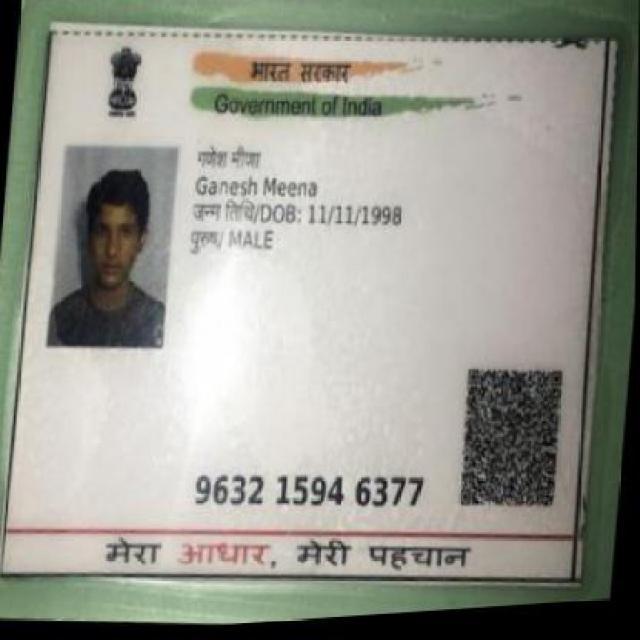 भारत सरकार
Government of India
गणेश मीणा
Ganesh Meena
जन्म तिथि/DOB: 11/11/1998
पुरुष/ MALE
9632 1594 6377
मेरा आधार, मेरी पहचान